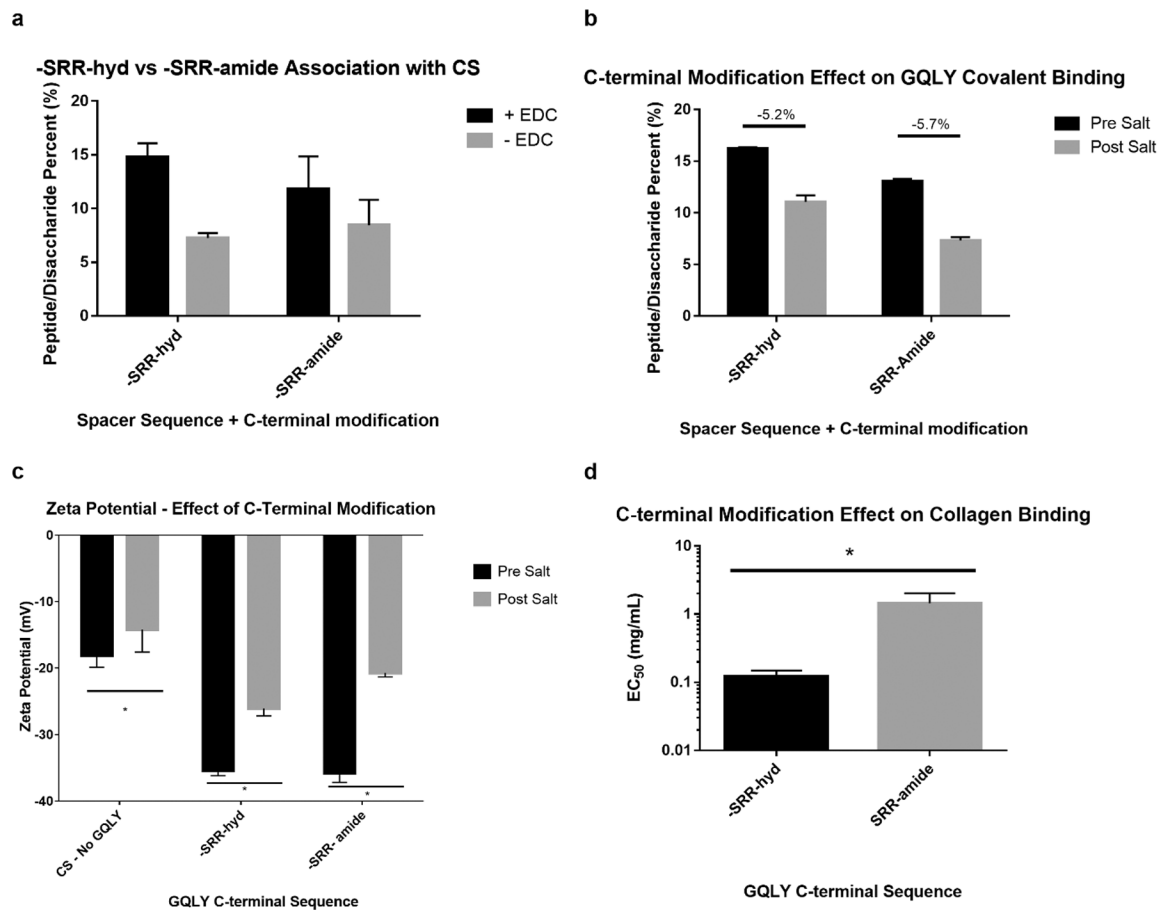 a
-SRR-hyd vs -SRR-amide Association with CS
Peptide/Disaccharide Percent (%)
20
15
10
5
0
+ EDC
- EDC
-SRR-hyd
-SRR-amide
Spacer Sequence + C-terminal modification
b
C-terminal Modification Effect on GQLY Covalent Binding
Peptide/Disaccharide Percent (%)
20
15
10
5
0
-5.2%
-5.7%
Pre Salt
Post Salt
-SRR-hyd
SRR-Amide
Spacer Sequence + C-terminal modification
c
Zeta Potential - Effect of C-Terminal Modification
Zeta Potential (mV)
0
-10
-20
-30
-40
*
*
*
Pre Salt
Post Salt
CS - No GQLY
-SRR-hyd
-SRR- amide
GQLY C-terminal Sequence
d
C-terminal Modification Effect on Collagen Binding
EC50 (mg/mL)
10
1
0.1
0.01
*
-SRR-hyd
SRR-amide
GQLY C-terminal Sequence